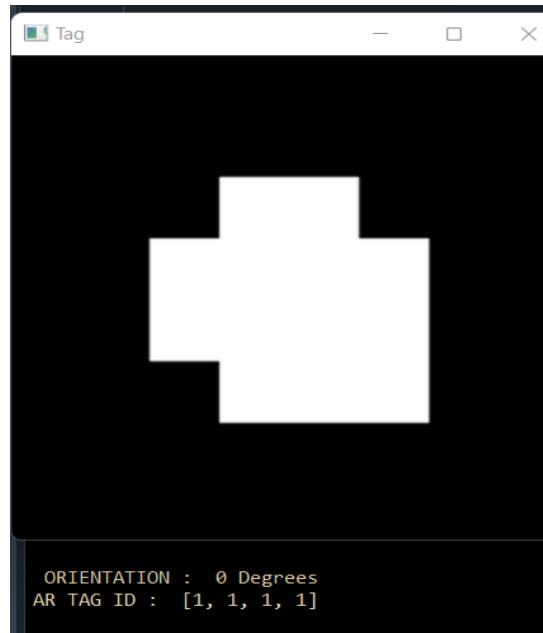 Tag
ORIENTATION :  0 Degrees
AR TAG ID :  [1, 1, 1, 1]